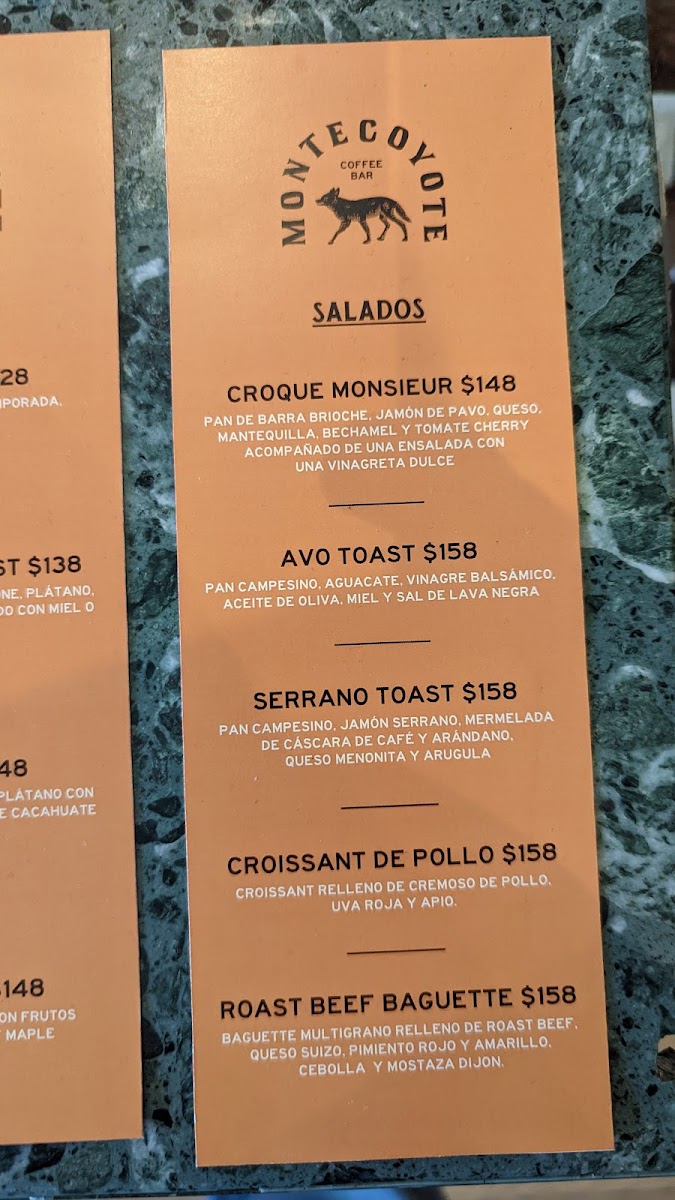 28
ST $138
PLÁTANO,
DO CON MIEL O
48
PLÁTANO CON
E CACAHUATE
148
ON FRUTOS
MAPLE
MONTECOYOTE
COFFEE
BAR
SALADOS
CROQUE MONSIEUR $148
PAN DE BARRA BRIOCHE, JAMÓN DE PAVO, QUESO,
MANTEQUILLA, BECHAMEL Y TOMATE CHERRY
ACOMPAÑADO DE UNA ENSALADA CON
UNA VINAGRETA DULCE
AVO TOAST $158
PAN CAMPESINO, AGUACATE, VINAGRE BALSÁMICO,
ACEITE DE OLIVA, MIEL Y SAL DE LAVA NEGRA
SERRANO TOAST $158
PAN CAMPESINO, JAMÓN SERRANO, MERMELADA
DE CÁSCARA DE CAFÉ Y ARÁNDANO,
QUESO MENONITA Y ARUGULA
CROISSANT DE POLLO $158
CROISSANT RELLENO DE CREMOSO DE POLLO,
UVA ROJA Y APIO.
ROAST BEEF BAGUETTE $158
BAGUETTE MULTIGRANO RELLENO DE ROAST BEEF,
QUESO SUIZO, PIMIENTO ROJO Y AMARILLO,
CEBOLLA Y MOSTAZA DIJON.